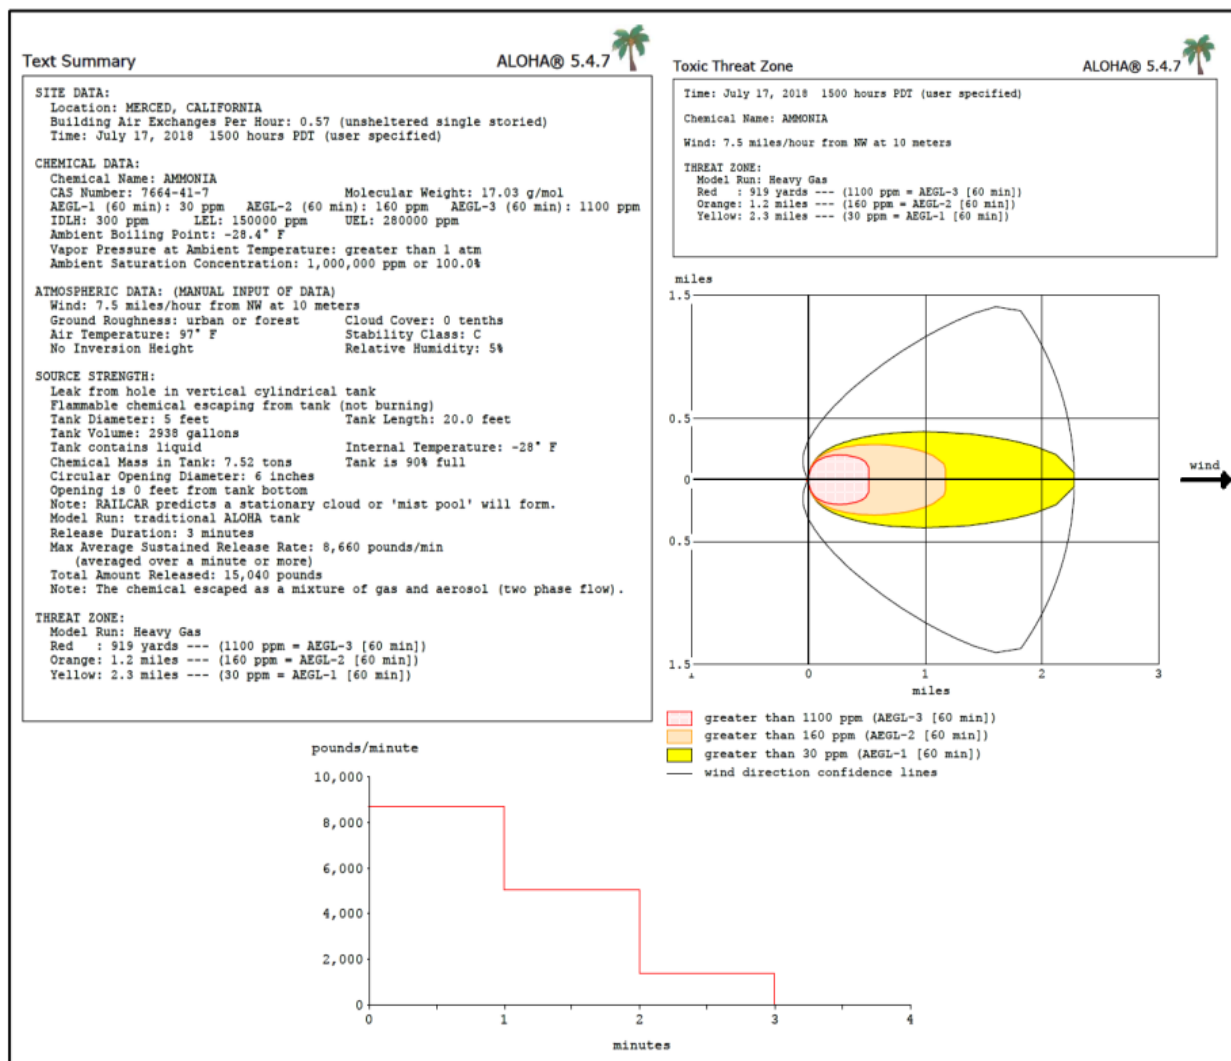 Text Summary
ALOHA® 5.4.7
SITE DATA:
Location: MERCED, CALIFORNIA
Building Air Exchanges Per Hour: 0.57 (unsheltered single storied)
Time: July 17, 2018 1500 hours PDT (user specified)
CHEMICAL DATA:
Chemical Name: AMMONIA
CAS Number: 7664-41-7 Molecular Weight: 17.03 g/mol
AEGL-1 (60 min): 30 ppm AEGL-2 (60 min): 160 ppm AEGL-3 (60 min): 1100 ppm
IDLH: 300 ppm LEL: 150000 ppm UEL: 280000 ppm
Ambient Boiling Point: -28.4° F
Vapor Pressure at Ambient Temperature: greater than 1 atm
Ambient Saturation Concentration: 1,000,000 ppm or 100.0%
ATMOSPHERIC DATA: (MANUAL INPUT OF DATA)
Wind: 7.5 miles/hour from NW at 10 meters
Ground Roughness: urban or forest Cloud Cover: 0 tenths
Air Temperature: 97° F Stability Class: C
No Inversion Height Relative Humidity: 5%
SOURCE STRENGTH:
Leak from hole in vertical cylindrical tank
Flammable chemical escaping from tank (not burning)
Tank Diameter: 5 feet Tank Length: 20.0 feet
Tank Volume: 2938 gallons
Tank contains liquid Internal Temperature: -28° F
Chemical Mass in Tank: 7.52 tons Tank is 90% full
Circular Opening Diameter: 6 inches
Opening is 0 feet from tank bottom
Note: RAILCAR predicts a stationary cloud or 'mist pool' will form.
Model Run: traditional ALOHA tank
Release Duration: 3 minutes
Max Average Sustained Release Rate: 8,660 pounds/min
(averaged over a minute or more)
Total Amount Released: 15,040 pounds
Note: The chemical escaped as a mixture of gas and aerosol (two phase flow).
THREAT ZONE:
Model Run: Heavy Gas
Red : 919 yards --- (1100 ppm = AEGL-3 [60 min])
Orange: 1.2 miles --- (160 ppm = AEGL-2 [60 min])
Yellow: 2.3 miles --- (30 ppm = AEGL-1 [60 min])
Toxic Threat Zone
ALOHA® 5.4.7
Time: July 17, 2018 1500 hours PDT (user specified)
Chemical Name: AMMONIA
Wind: 7.5 miles/hour from NW at 10 meters
THREAT ZONE:
Model Run: Heavy Gas
Red : 919 yards --- (1100 ppm = AEGL-3 [60 min])
Orange: 1.2 miles --- (160 ppm = AEGL-2 [60 min])
Yellow: 2.3 miles --- (30 ppm = AEGL-1 [60 min])
miles
1.5
0.5
0
0.5
1.5
wind
1 0 1 2 3
miles
greater than 1100 ppm (AEGL-3 [60 min])
greater than 160 ppm (AEGL-2 [60 min])
greater than 30 ppm (AEGL-1 [60 min])
wind direction confidence lines
pounds/minute
10,000
8,000
6,000
4,000
2,000
0
0 1 2 3 4
minutes